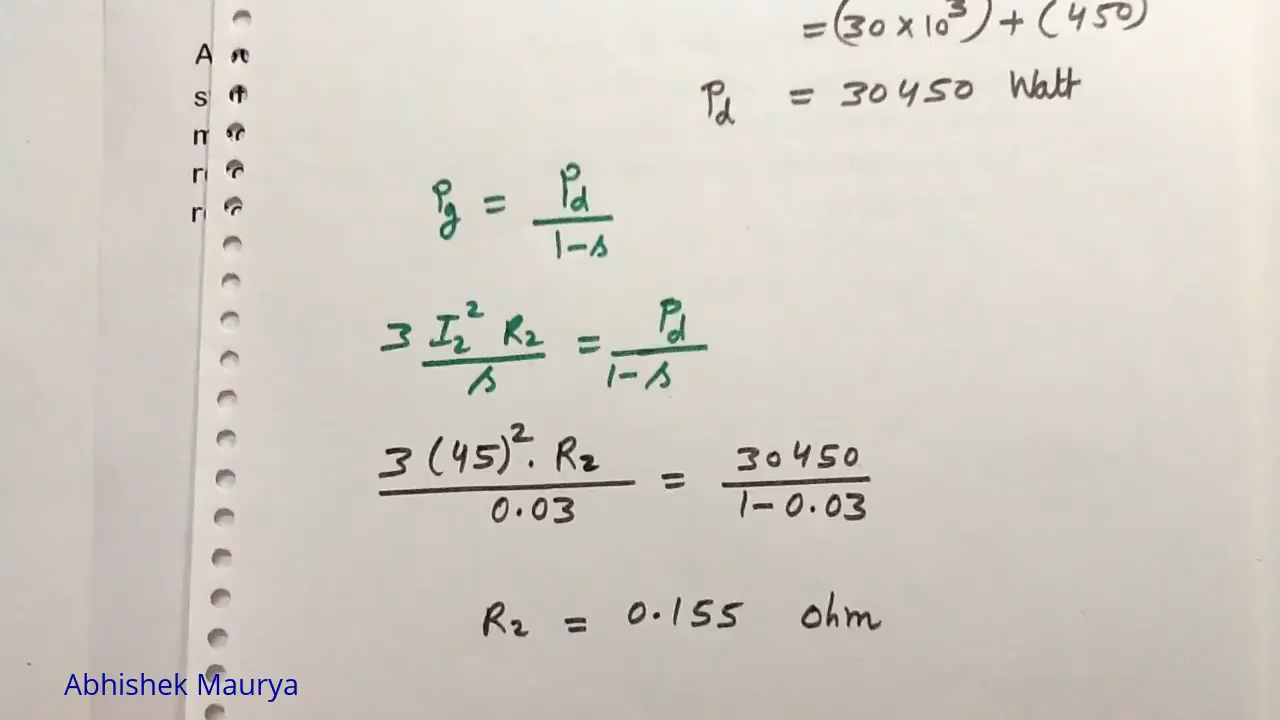 = (30 × 10³) + (450)
Pd = 30450 Watt
A
s
m
r
r
Pg = Pd / 1-s
3 I₂² R₂ / s = Pd / 1-s
3 (45)² . R₂ / 0.03 = 30450 / 1-0.03
R₂ = 0.155 ohm
Abhishek Maurya